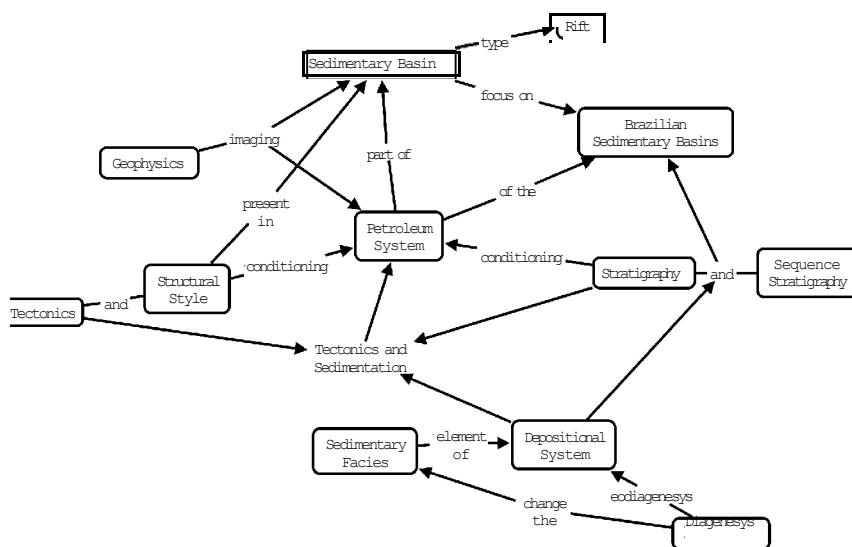 Rift
type
Sedimentary Basin
focus on
Brazilian
Sedimentary Basins
imaging
Geophysics
part of
of the
present
in
Petroleum
System
conditioning
conditioning
Structural
Style
Stratigraphy
and
Sequence
Stratigraphy
and
Tectonics
Tectonics and
Sedimentation
Sedimentary
Facies
element
of
Depositional
System
eodiagenesys
change
the
Diagenesys